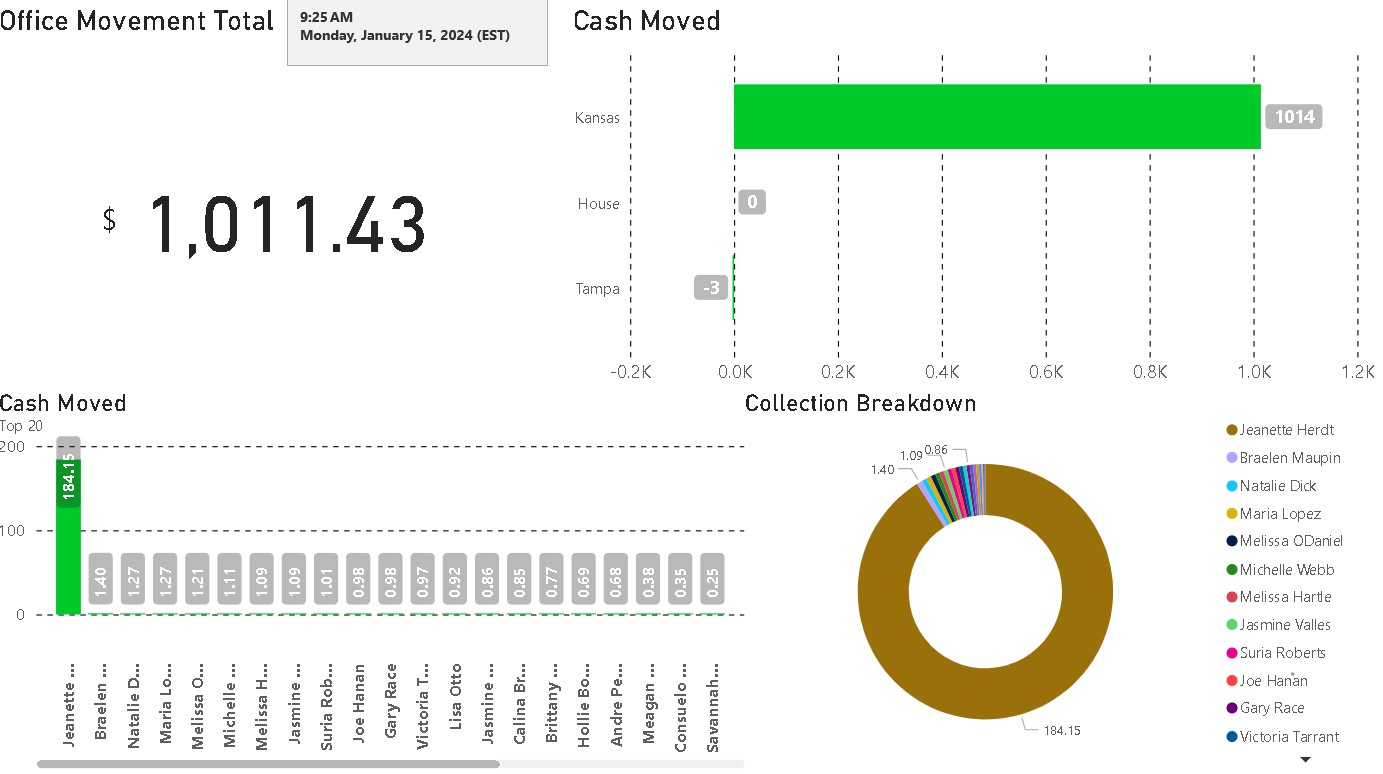 Office Movement Total
9:25 AM
Monday, January 15, 2024 (EST)
$ 1,011.43
Cash Moved
Kansas
1014
House
0
Tampa
-3
-0.2K 0.0K 0.2K 0.4K 0.6K 0.8K 1.0K 1.2K
Cash Moved
Top 20
200
100
0
184.15 1.40 1.27 1.27 1.21 1.11 1.09 1.09 1.01 0.98 0.98 0.97 0.92 0.86 0.85 0.77 0.69 0.68 0.38 0.35 0.25
Jeanette ...
Braelen ...
Natalie D...
Maria Lo...
Melissa O...
Michelle ...
Melissa H...
Jasmine ...
Suria Rob...
Joe Hanan
Gary Race
Victoria T...
Lisa Otto
Jasmine ...
Calina Br...
Brittany ...
Hollie Bo...
Andre Pe...
Meagan ...
Consuelo ...
Savannah...
Collection Breakdown
1.40
1.09
0.86
184.15
Jeanette Herdt
Braelen Maupin
Natalie Dick
Maria Lopez
Melissa ODaniel
Michelle Webb
Melissa Hartle
Jasmine Valles
Suria Roberts
Joe Hanan
Gary Race
Victoria Tarrant